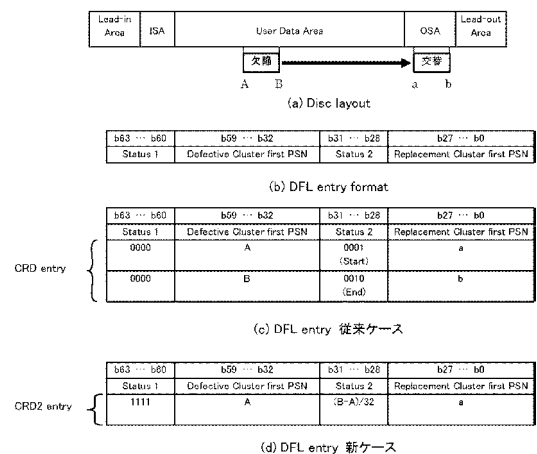 Lead-in Area ISA User Data Area OSA Lead-out Area
欠陥 交替
A B a b
(a) Disc layout
b63 … b60 b59 … b32 b31 … b28 b27 … b0
Status 1 Defective Cluster first PSN Status 2 Replacement Cluster first PSN
(b) DFL entry format
b63 … b60 b59 … b32 b31 … b28 b27 … b0
Status 1 Defective Cluster first PSN Status 2 Replacement Cluster first PSN
CRD entry
0000 A 0001 (Start) a
0000 B 0010 (End) b
(c) DFL entry 従来ケース
b63 … b60 b59 … b32 b31 … b28 b27 … b0
Status 1 Defective Cluster first PSN Status 2 Replacement Cluster first PSN
CRD2 entry
1111 A (B-A)/32 a
(d) DFL entry 新ケース